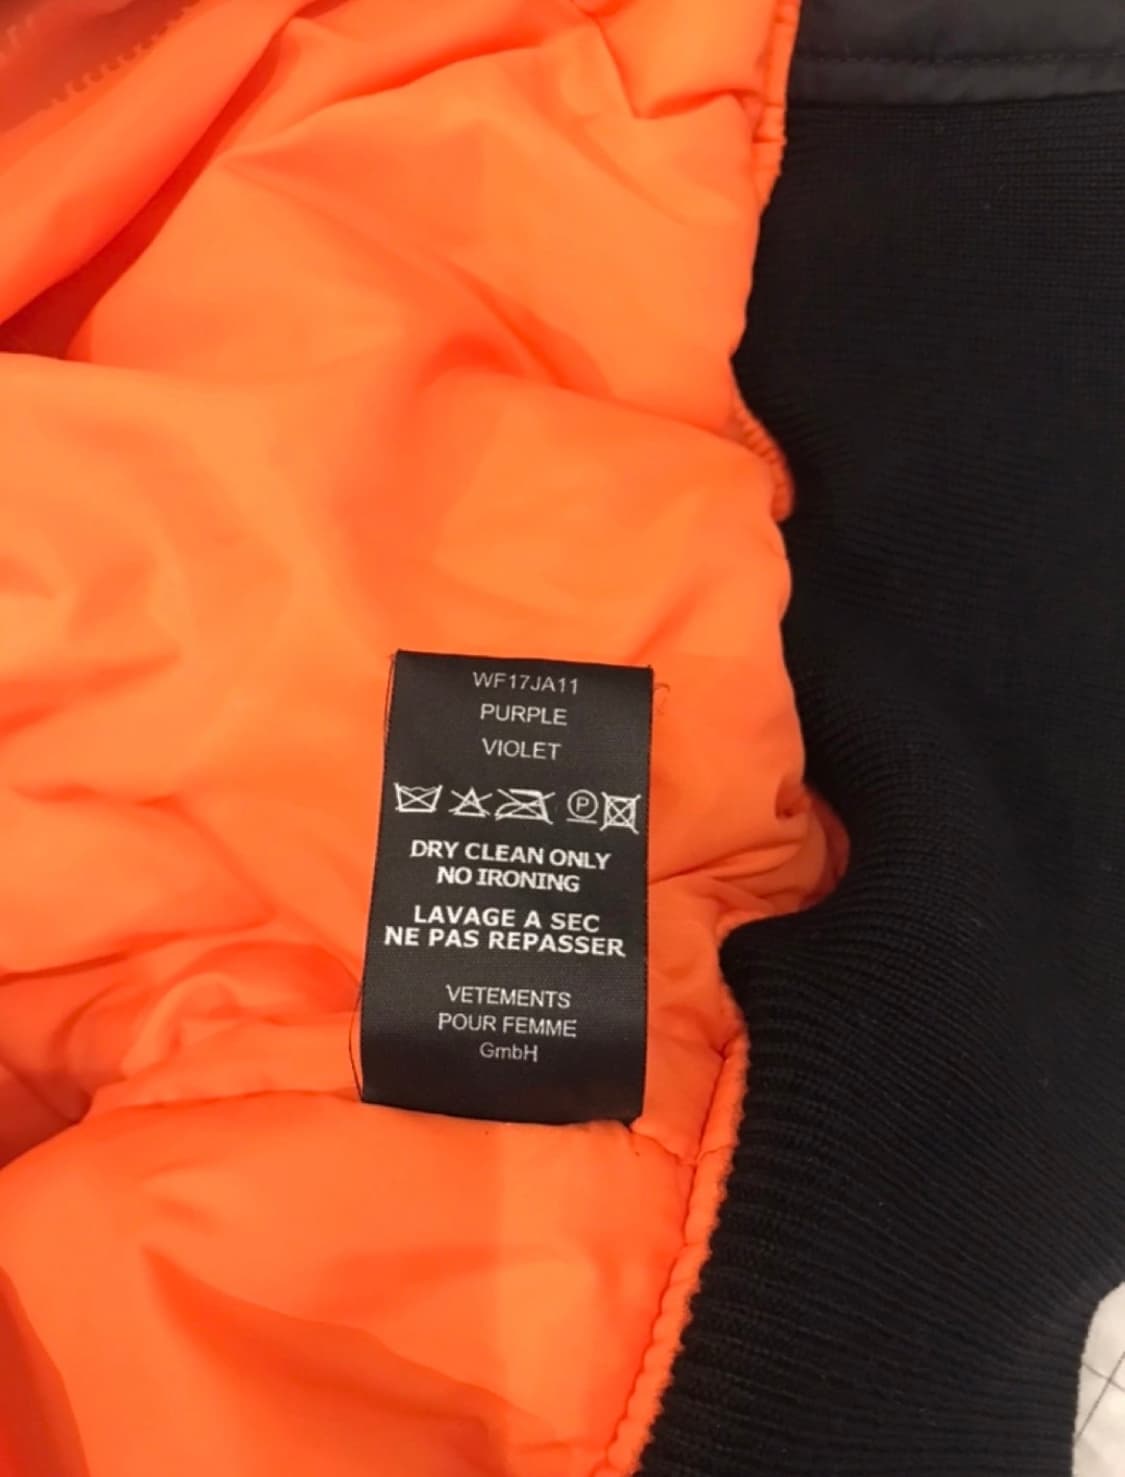 WF17JA11
PURPLE
VIOLET
P
DRY CLEAN ONLY
NO IRONING
LAVAGE A SEC
NE PAS REPASSER
VETEMENTS
POUR FEMME
GmbH